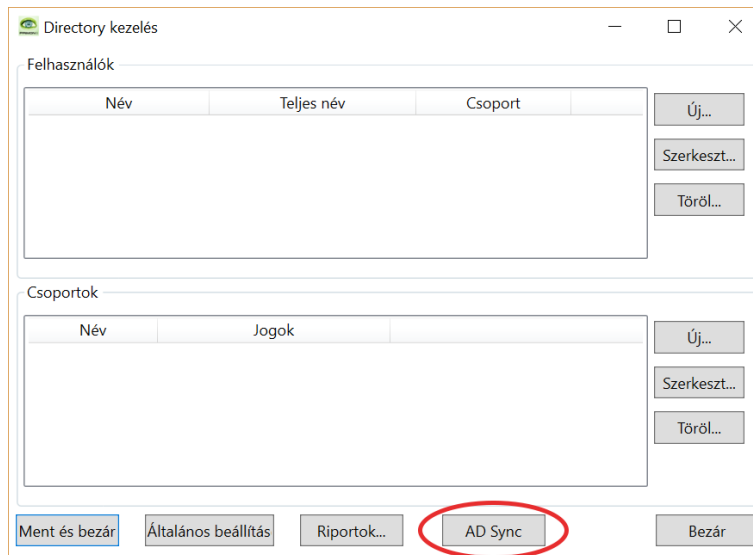 Directory kezelés
Felhasználók
Név Teljes név Csoport
Új...
Szerkeszt...
Töröl...
Csoportok
Név Jogok
Új...
Szerkeszt...
Töröl...
Ment és bezár Általános beállítás Riportok... AD Sync Bezár